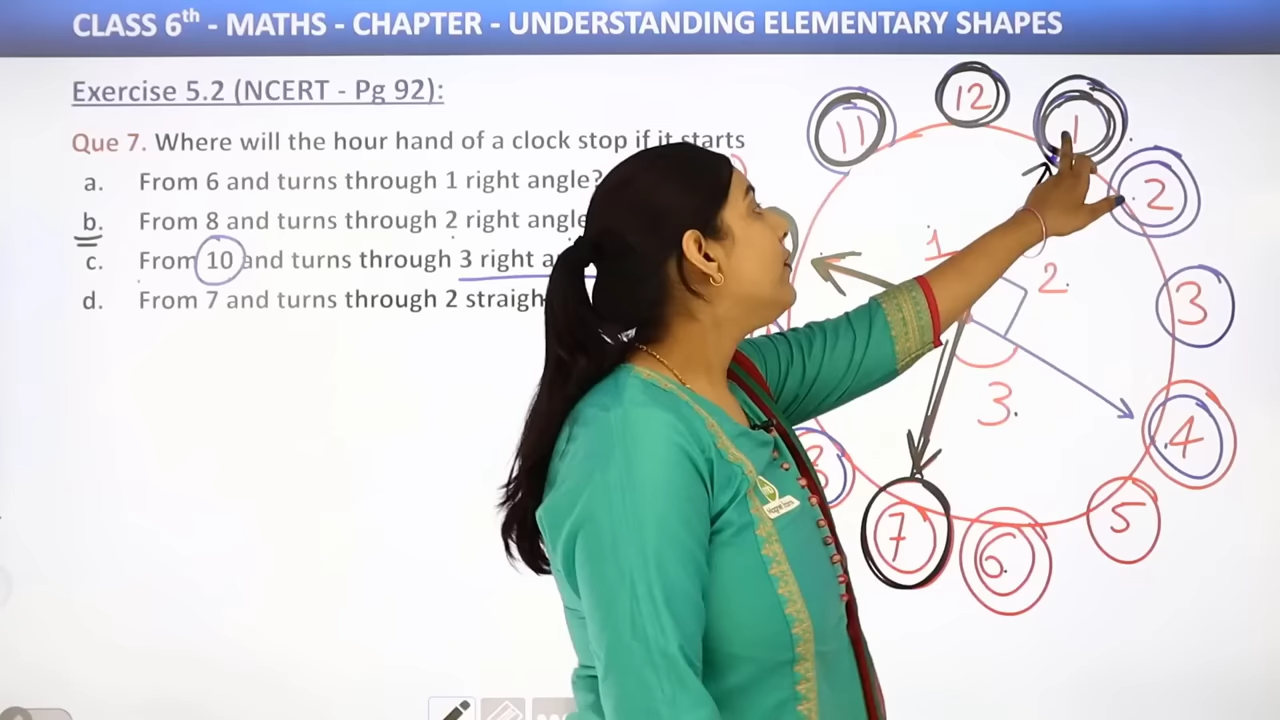 CLASS 6th - MATHS - CHAPTER - UNDERSTANDING ELEMENTARY SHAPES
Exercise 5.2 (NCERT - Pg 92):
Que 7. Where will the hour hand of a clock stop if it starts
a. From 6 and turns through 1 right angle?
b. From 8 and turns through 2 right angle
c. From 10 and turns through 3 right
d. From 7 and turns through 2
12
11
1
2
1
2
3
3
4
7
6
5